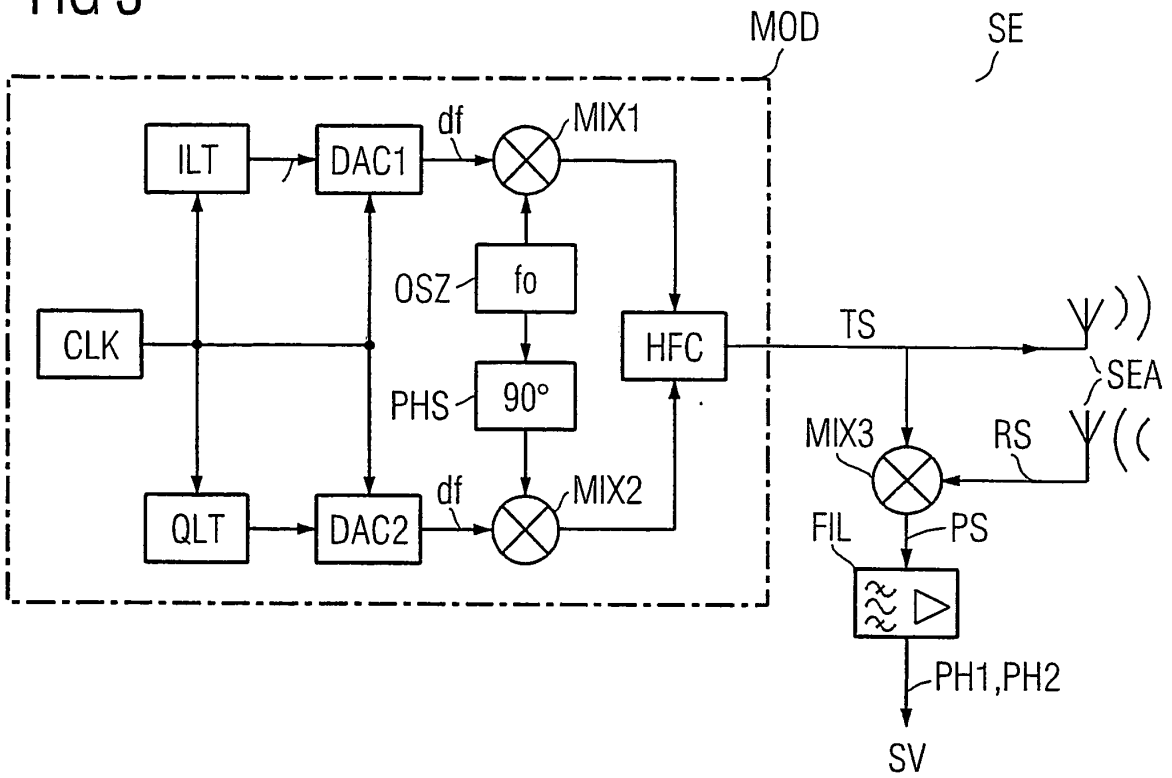 FIG 3
MOD
SE
ILT
DAC1
df
MIX1
OSZ
fo
CLK
HFC
TS
PHS
90°
SEA
MIX3
RS
QLT
DAC2
df
MIX2
FIL
PS
PH1,PH2
SV